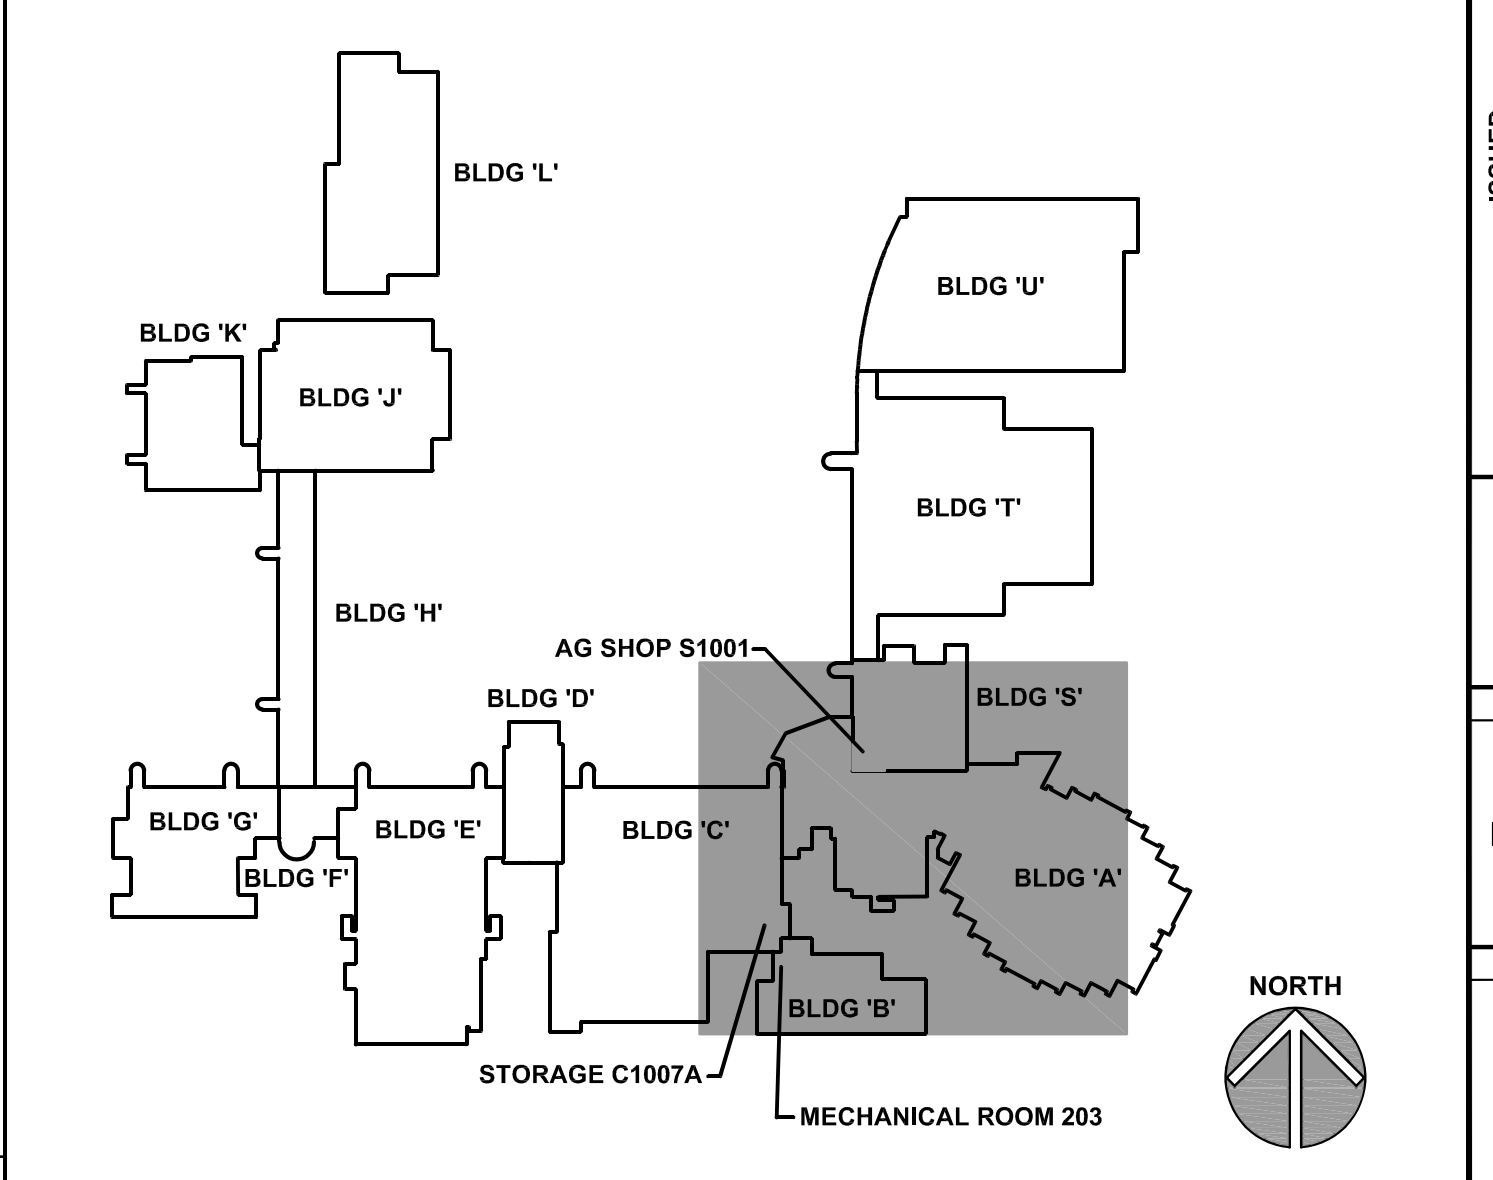 BLDG 'L'
BLDG 'U'
BLDG 'K'
BLDG 'J'
BLDG 'T'
BLDG 'H'
AG SHOP S1001
BLDG 'D'
BLDG 'S'
BLDG 'G'
BLDG 'E'
BLDG 'C'
BLDG 'F'
BLDG 'A'
NORTH
BLDG 'B'
STORAGE C1007A
MECHANICAL ROOM 203